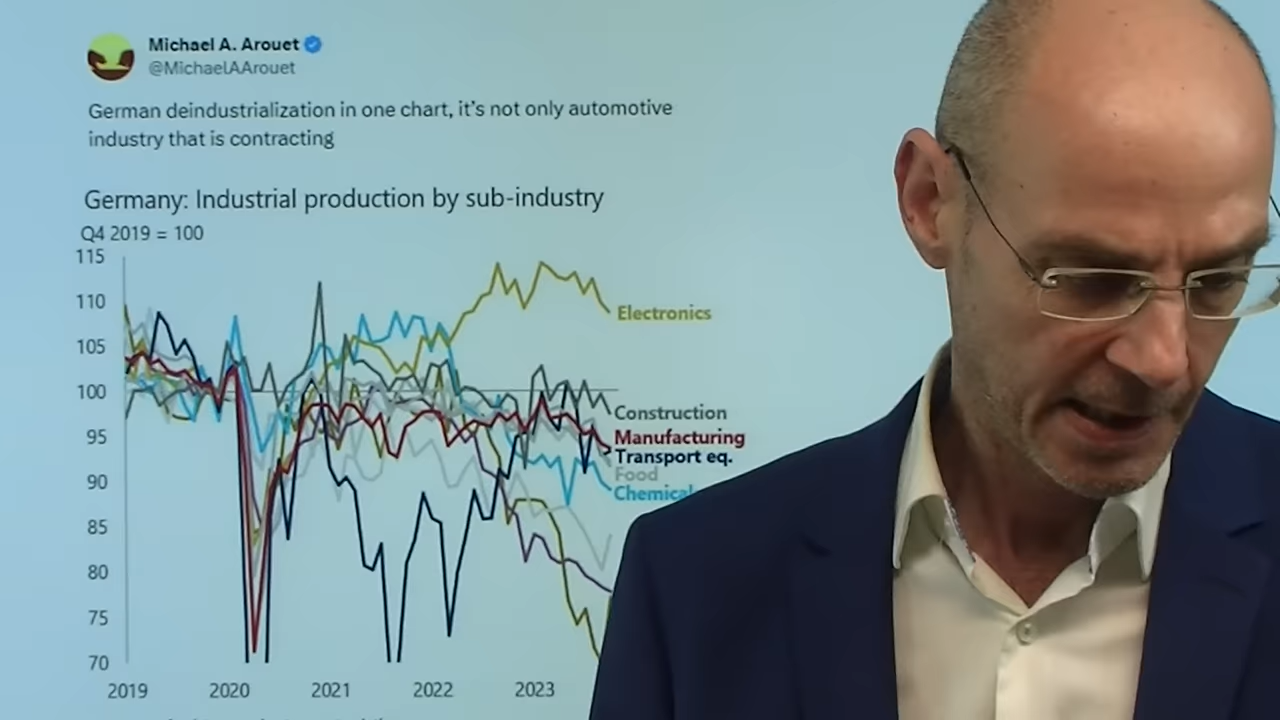 Michael A. Arouet
@MichaelAArouet
German deindustrialization in one chart, it's not only automotive
industry that is contracting
Germany: Industrial production by sub-industry
Q4 2019 = 100
115
110
105
100
95
90
85
80
75
70
Electronics
Construction
Manufacturing
Transport eq.
Food
Chemical
2019
2020
2021
2022
2023